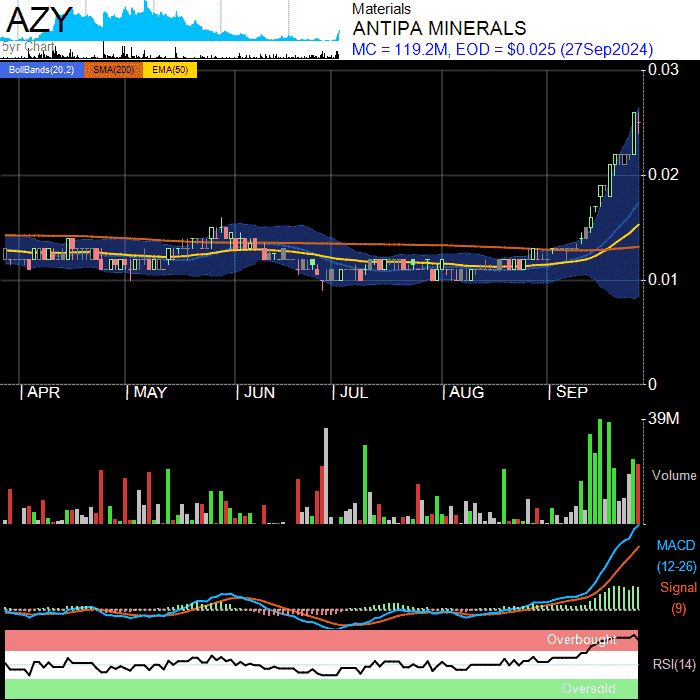 AZY
5yr Chart
Materials
ANTIPA MINERALS
MC = 119.2M, EOD = $0.025 (27Sep2024)
BollBands(20,2) SMA(200) EMA(50)
0.03
0.02
0.01
0
APR MAY JUN JUL AUG SEP
39M
Volume
MACD
(12-26)
Signal
(9)
Overbought
RSI(14)
Oversold